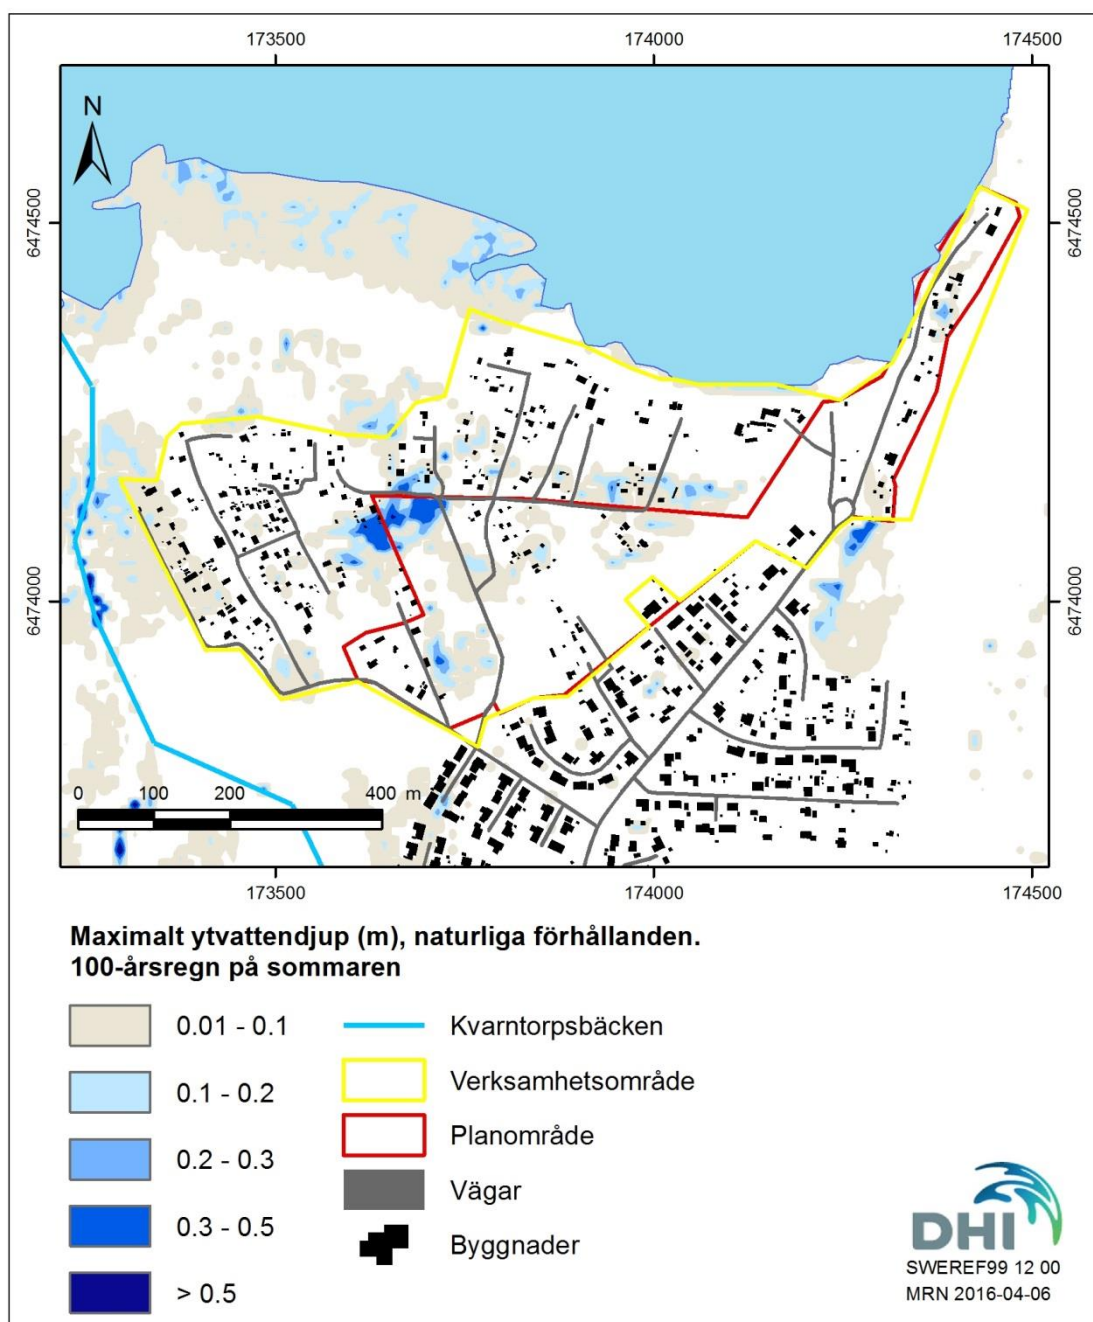 173500 174000 174500
N
6474500 6474500
6474000 6474000
0 200 400 m
0 100 200
173500 174000 174500
Maximalt ytvattendjup (m), naturliga förhållanden.
100-årsregn på sommaren
0.01 - 0.1
0.1 - 0.2
0.2 - 0.3
0.3 - 0.5
> 0.5
Kvarntorpsbäcken
Verksamhetsområde
Planområde
Vägar
Byggnader
DHI
SWEREF99 12 00
MRN 2016-04-06